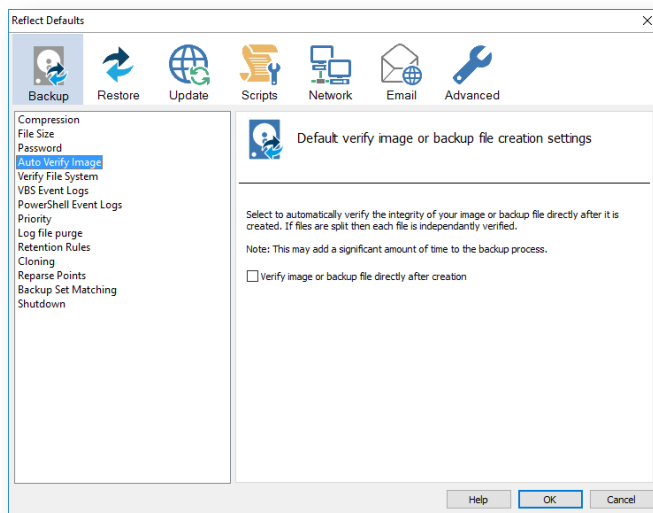 Reflect Defaults
Backup Restore Update Scripts Network Email Advanced
Compression
File Size
Password
Auto Verify Image
Verify File System
VBS Event Logs
PowerShell Event Logs
Priority
Log file purge
Retention Rules
Cloning
Reparse Points
Backup Set Matching
Shutdown
Default verify image or backup file creation settings
Select to automatically verify the integrity of your image or backup file directly after it is
created. If files are split then each file is independantly verified.
Note: This may add a significant amount of time to the backup process.
Verify image or backup file directly after creation
Help OK Cancel